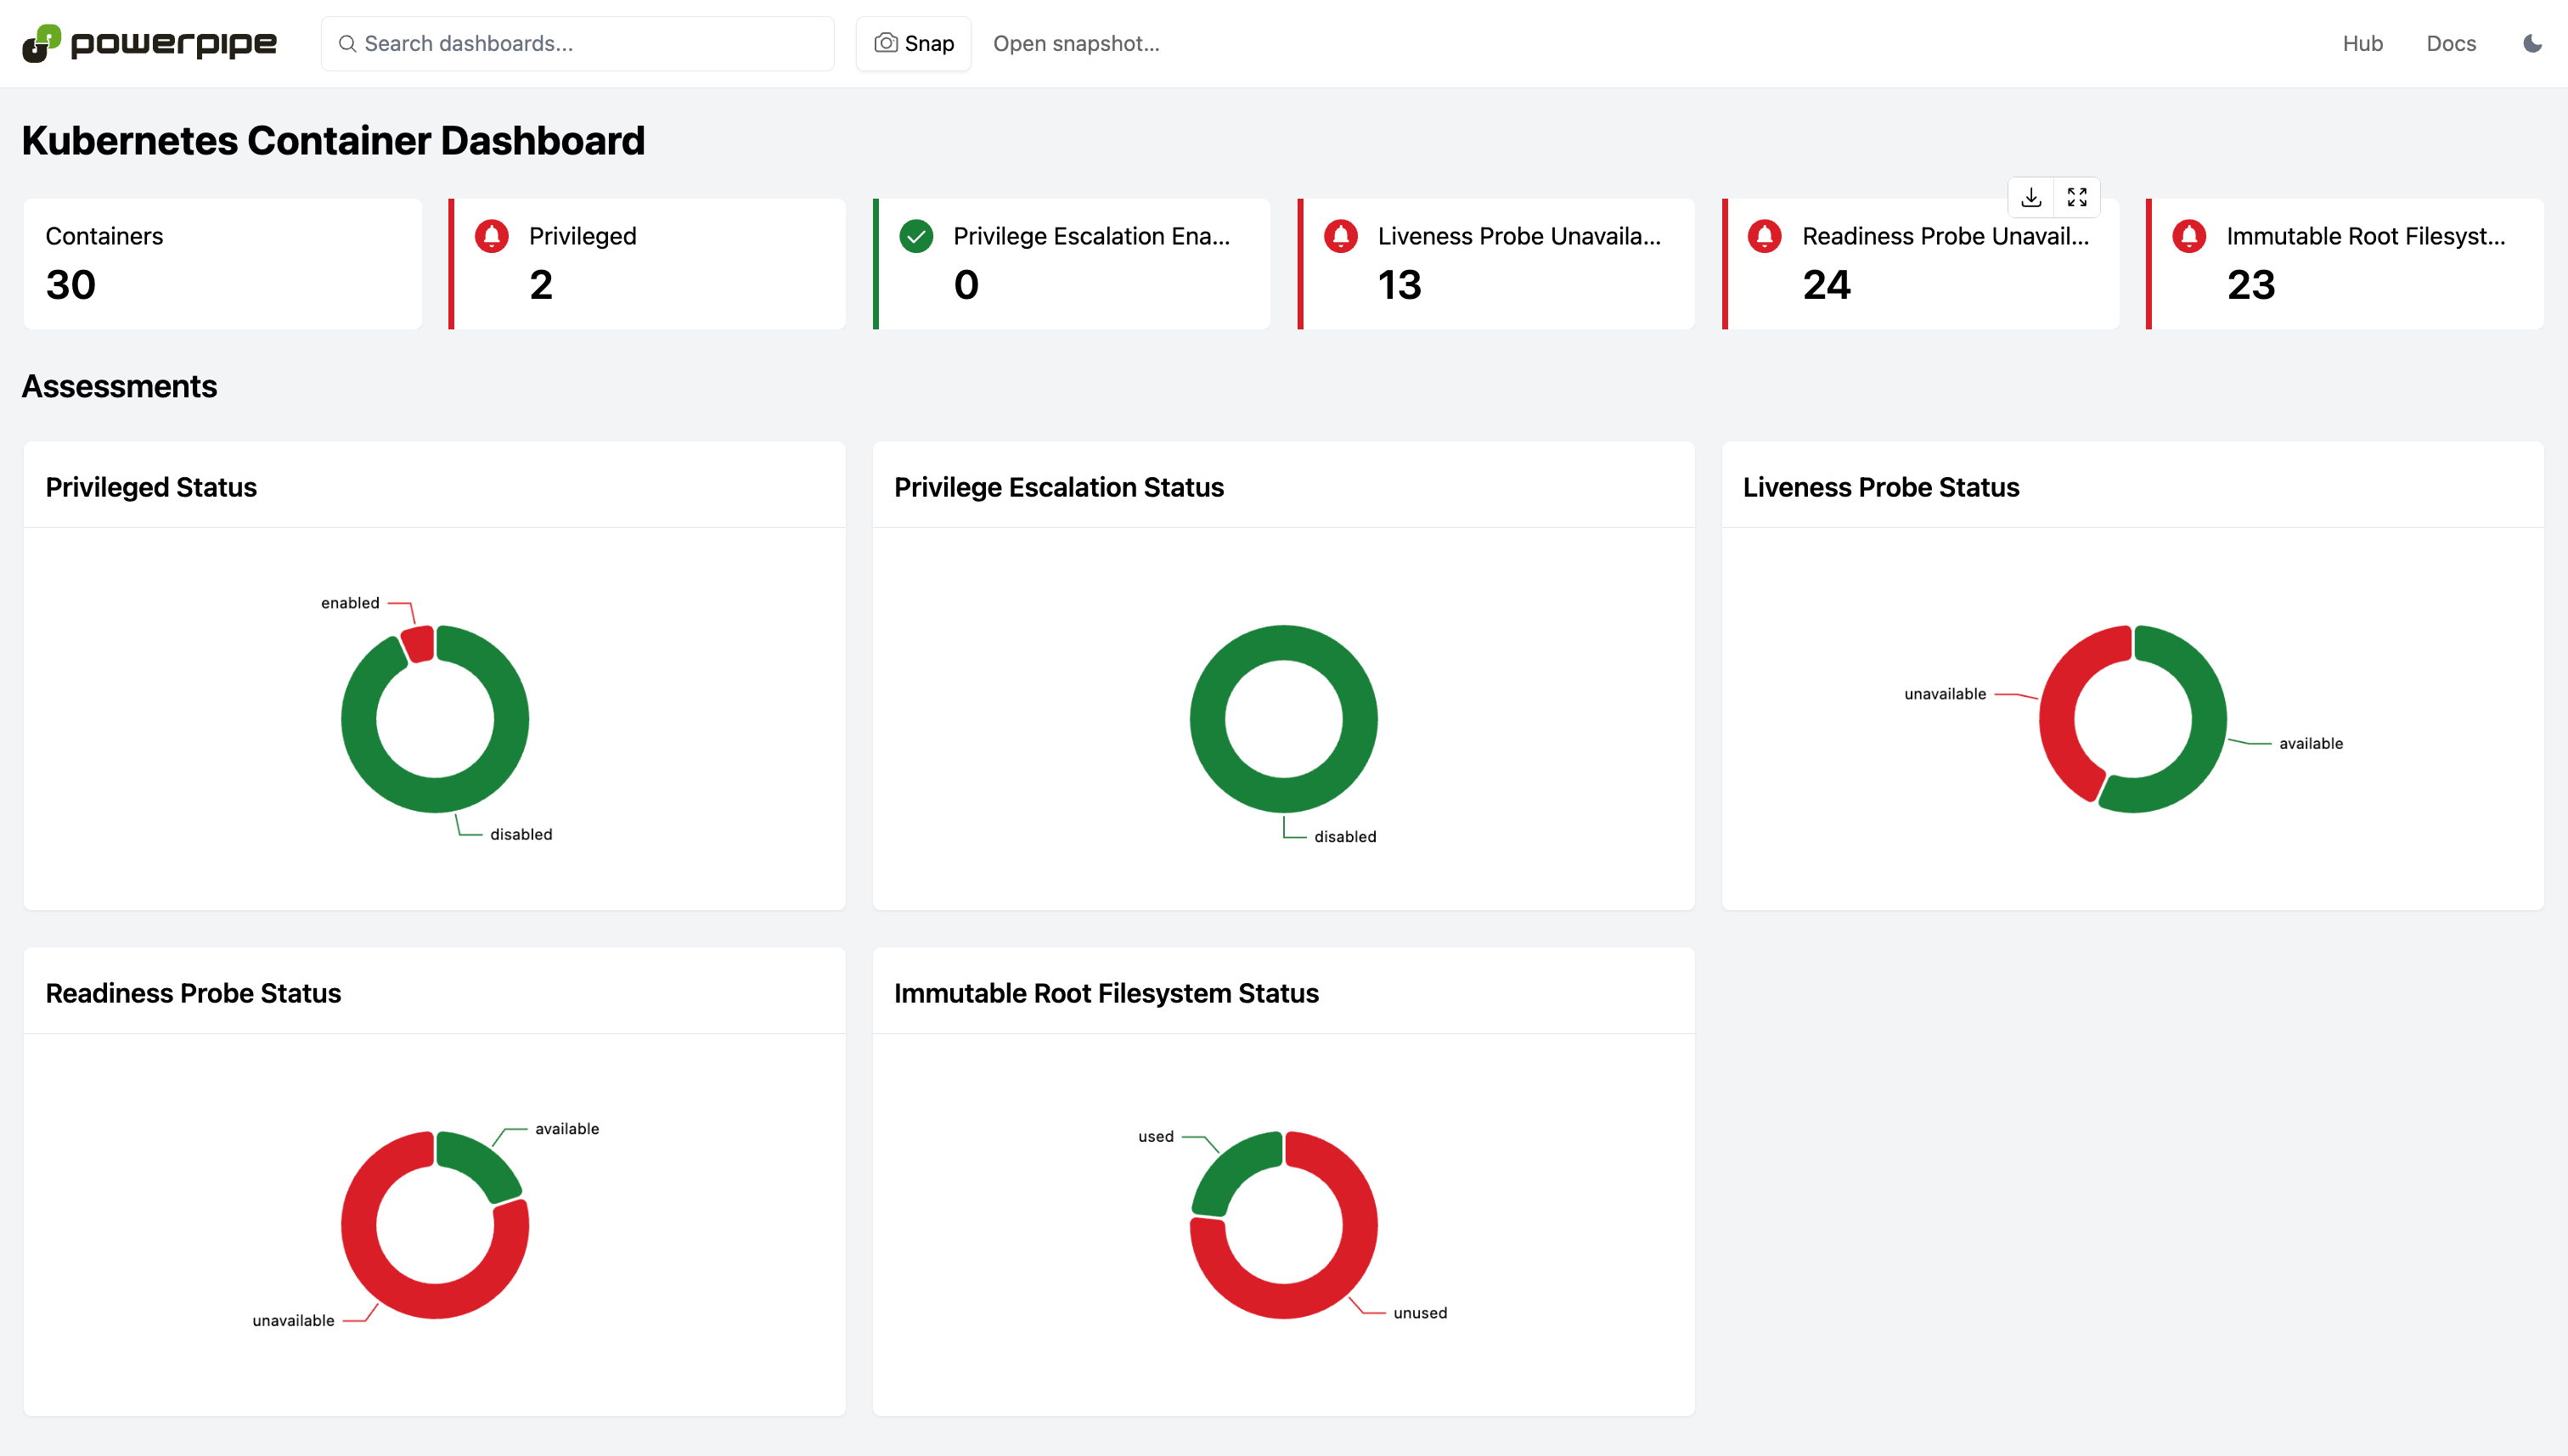 powerpipe
Search dashboards...
Snap
Open snapshot...
Hub
Docs
Kubernetes Container Dashboard
Containers
30
Privileged
2
Privilege Escalation Ena...
0
Liveness Probe Unavaila...
13
Readiness Probe Unavail...
24
Immutable Root Filesyst...
23
Assessments
Privileged Status
enabled
disabled
Privilege Escalation Status
disabled
Liveness Probe Status
unavailable
available
Readiness Probe Status
available
unavailable
Immutable Root Filesystem Status
used
unused